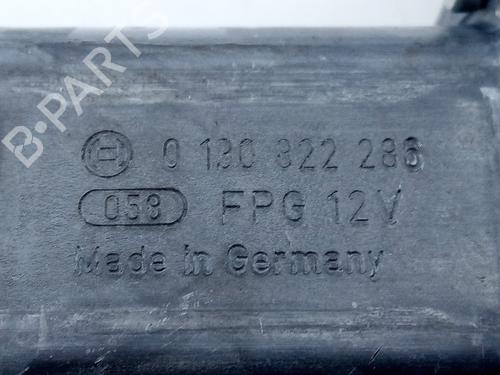 B-PARTS
0 130 822 286
058 FPG 12V
Made in Germany